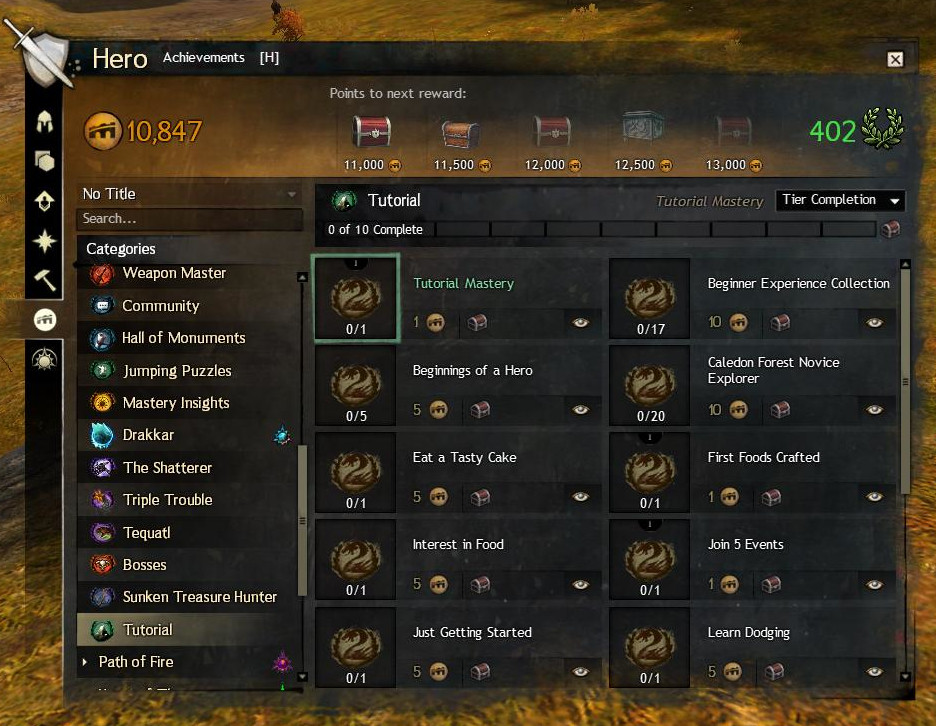 Hero Achievements [H]
Points to next reward:
10,847
402
11,000 11,500 12,000 12,500 13,000
No Title
Search...
Categories
Weapon Master
Community
Hall of Monuments
Jumping Puzzles
Mastery Insights
Drakkar
The Shatterer
Triple Trouble
Tequatl
Bosses
Sunken Treasure Hunter
Tutorial
Path of Fire
Tutorial
Tutorial Mastery
Tier Completion
0 of 10 Complete
1
Tutorial Mastery
0/1
1
Beginner Experience Collection
0/17
10
Beginnings of a Hero
0/5
5
Caledon Forest Novice
Explorer
0/20
10
Eat a Tasty Cake
0/1
5
1
First Foods Crafted
0/1
1
Interest in Food
0/1
5
1
Join 5 Events
0/1
1
Just Getting Started
0/1
5
Learn Dodging
0/1
5